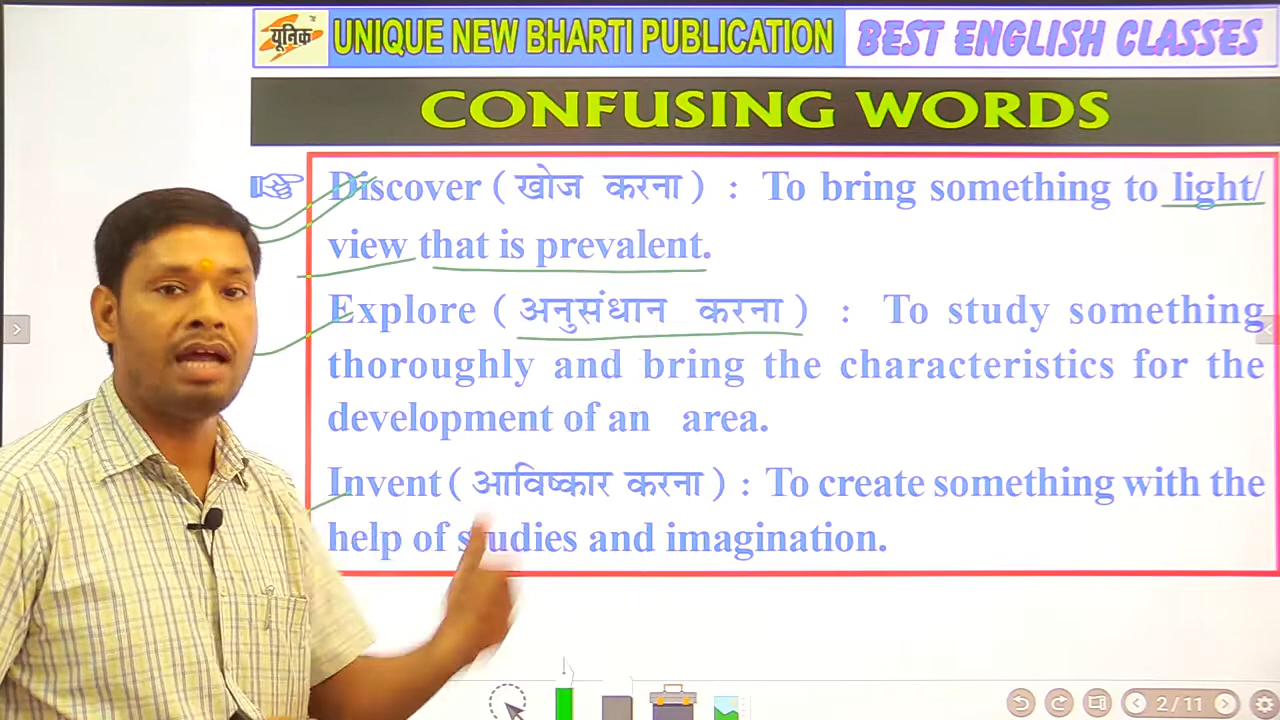 यूनिक UNIQUE NEW BHARTI PUBLICATION BEST ENGLISH CLASSES
CONFUSING WORDS
Discover ( खोज करना ) : To bring something to light/
view that is prevalent.
Explore ( अनुसंधान करना ) : To study something
thoroughly and bring the characteristics for the
development of an area.
Invent ( आविष्कार करना ) : To create something with the
help of studies and imagination.
2/11